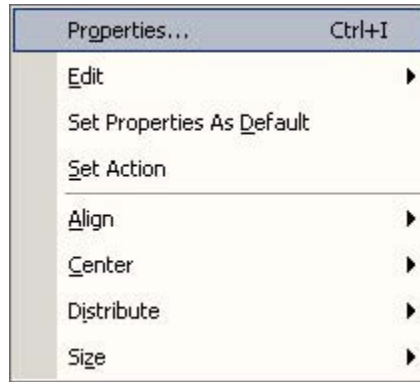 Properties... Ctrl+I
Edit
Set Properties As Default
Set Action
Align
Center
Distribute
Size